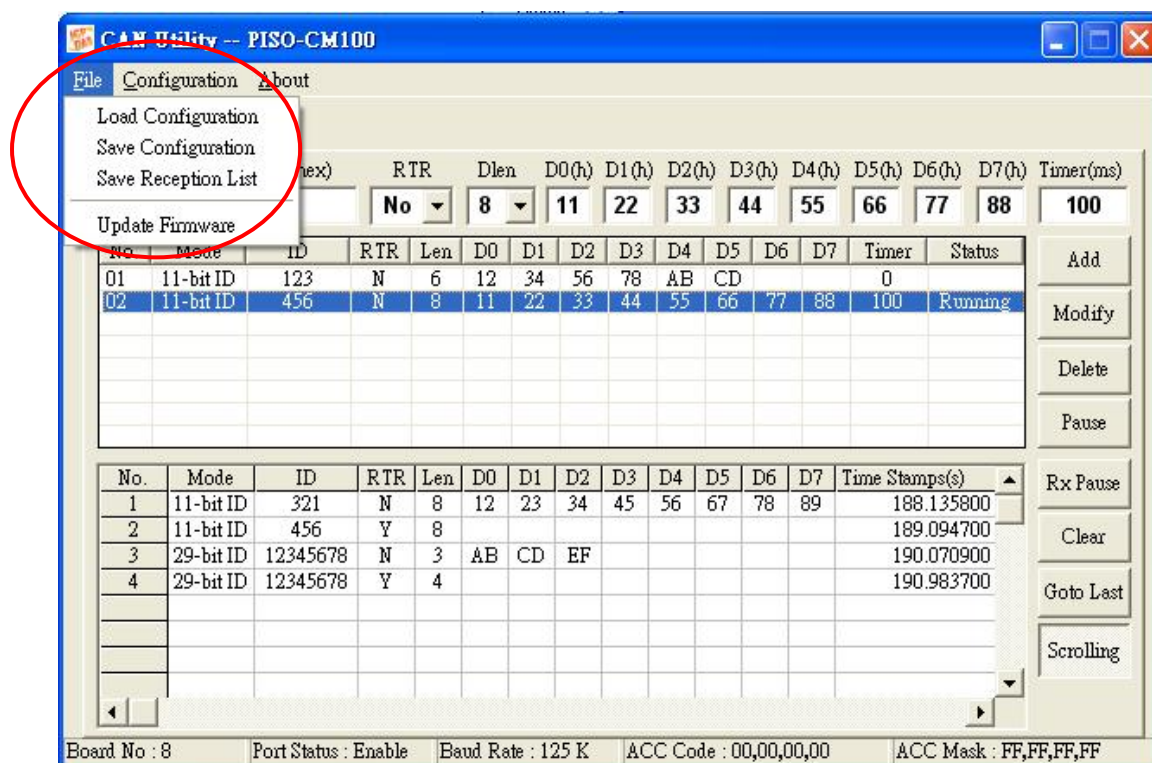 CAN Utility -- PISO-CM100
File Configuration About
Load Configuration
Save Configuration
Save Reception List
Update Firmware
RTR Dlen D0(h) D1(h) D2(h) D3(h) D4(h) D5(h) D6(h) D7(h) Timer(ms)
No 8 11 22 33 44 55 66 77 88 100
No. Mode ID RTR Len D0 D1 D2 D3 D4 D5 D6 D7 Timer Status
01 11-bit ID 123 N 6 12 34 56 78 AB CD 0
02 11-bit ID 456 N 8 11 22 33 44 55 66 77 88 100 Running
Add
Modify
Delete
Pause
No. Mode ID RTR Len D0 D1 D2 D3 D4 D5 D6 D7 Time Stamps(s)
1 11-bit ID 321 N 8 12 23 34 45 56 67 78 89 188.135800
2 11-bit ID 456 Y 8 189.094700
3 29-bit ID 12345678 N 3 AB CD EF 190.070900
4 29-bit ID 12345678 Y 4 190.983700
Rx Pause
Clear
Goto Last
Scrolling
Board No : 8 Port Status : Enable Baud Rate : 125 K ACC Code : 00,00,00,00 ACC Mask : FF,FF,FF,FF